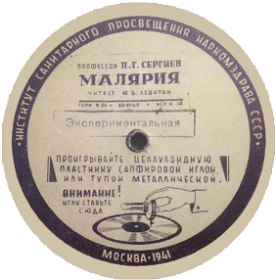 ИНСТИТУТ САНИТАРНОГО ПРОСВЕЩЕНИЯ НАРКОМЗДРАВА СССР
ПРОФЕССОР П.Г. СЕРГИЕВ
МАЛЯРИЯ
ЧИТАЕТ Ю.Б. ЛЕВИТАН
Экспериментальная
ПРОИГРЫВАЙТЕ ЦЕЛЛУЛОИДНУЮ
ПЛАСТИНКУ САПФИРОВОЙ ИГЛОЙ
ИЛИ ТУПОЙ МЕТАЛЛИЧЕСКОЙ.
ВНИМАНИЕ!
ИГЛУ СТАВЬТЕ
СЮДА
МОСКВА·1941